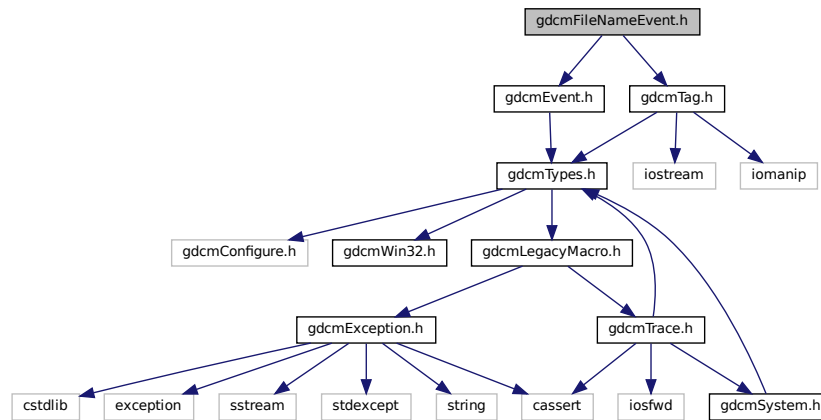 gdcmFileNameEvent.h
gdcmEvent.h
gdcmTag.h
gdcmTypes.h
iostream
iomanip
gdcmConfigure.h
gdcmWin32.h
gdcmLegacyMacro.h
gdcmException.h
gdcmTrace.h
cstdlib
exception
sstream
stdexcept
string
cassert
iosfwd
gdcmSystem.h